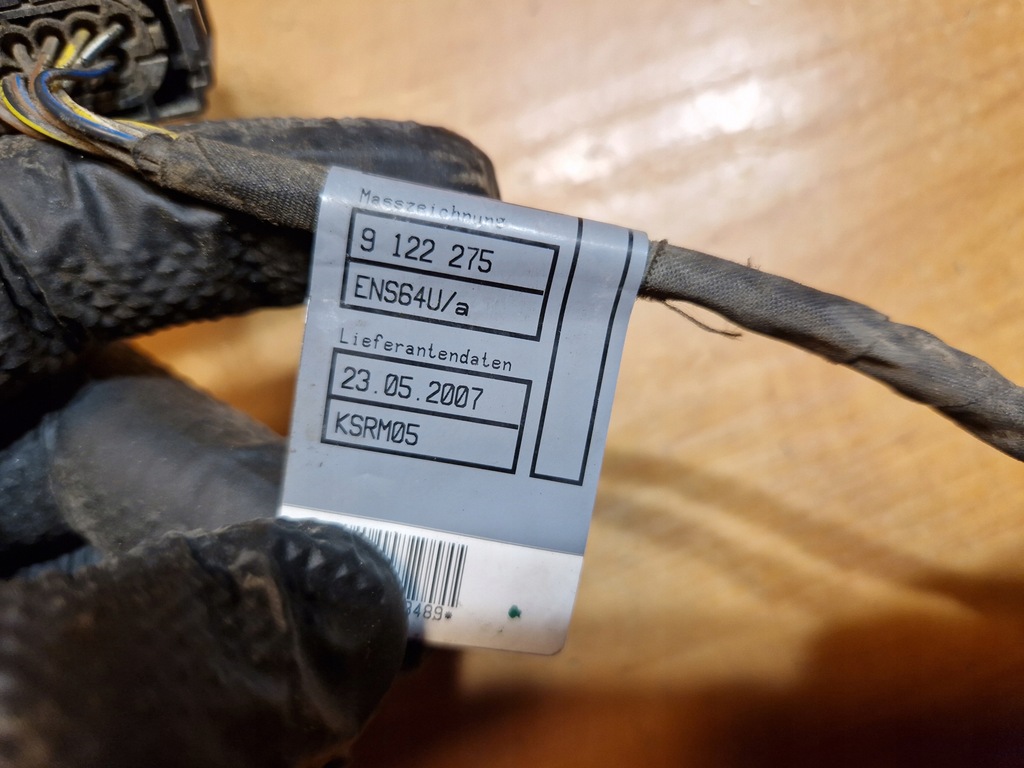 Masszeichnung
9 122 275
ENS64U/a
Lieferantendaten
23.05.2007
KSRM05